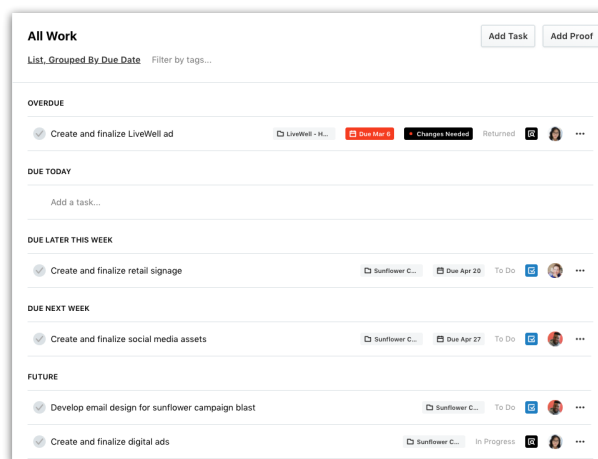 All Work
Add Task
Add Proof
List, Grouped By Due Date Filter by tags...
OVERDUE
Create and finalize LiveWell ad LiveWell - H... Due Mar 6 • Changes Needed Returned
DUE TODAY
Add a task...
DUE LATER THIS WEEK
Create and finalize retail signage Sunflower C... Due Apr 20 To Do
DUE NEXT WEEK
Create and finalize social media assets Sunflower C... Due Apr 27 To Do
FUTURE
Develop email design for sunflower campaign blast Sunflower C... To Do
Create and finalize digital ads Sunflower C... In Progress